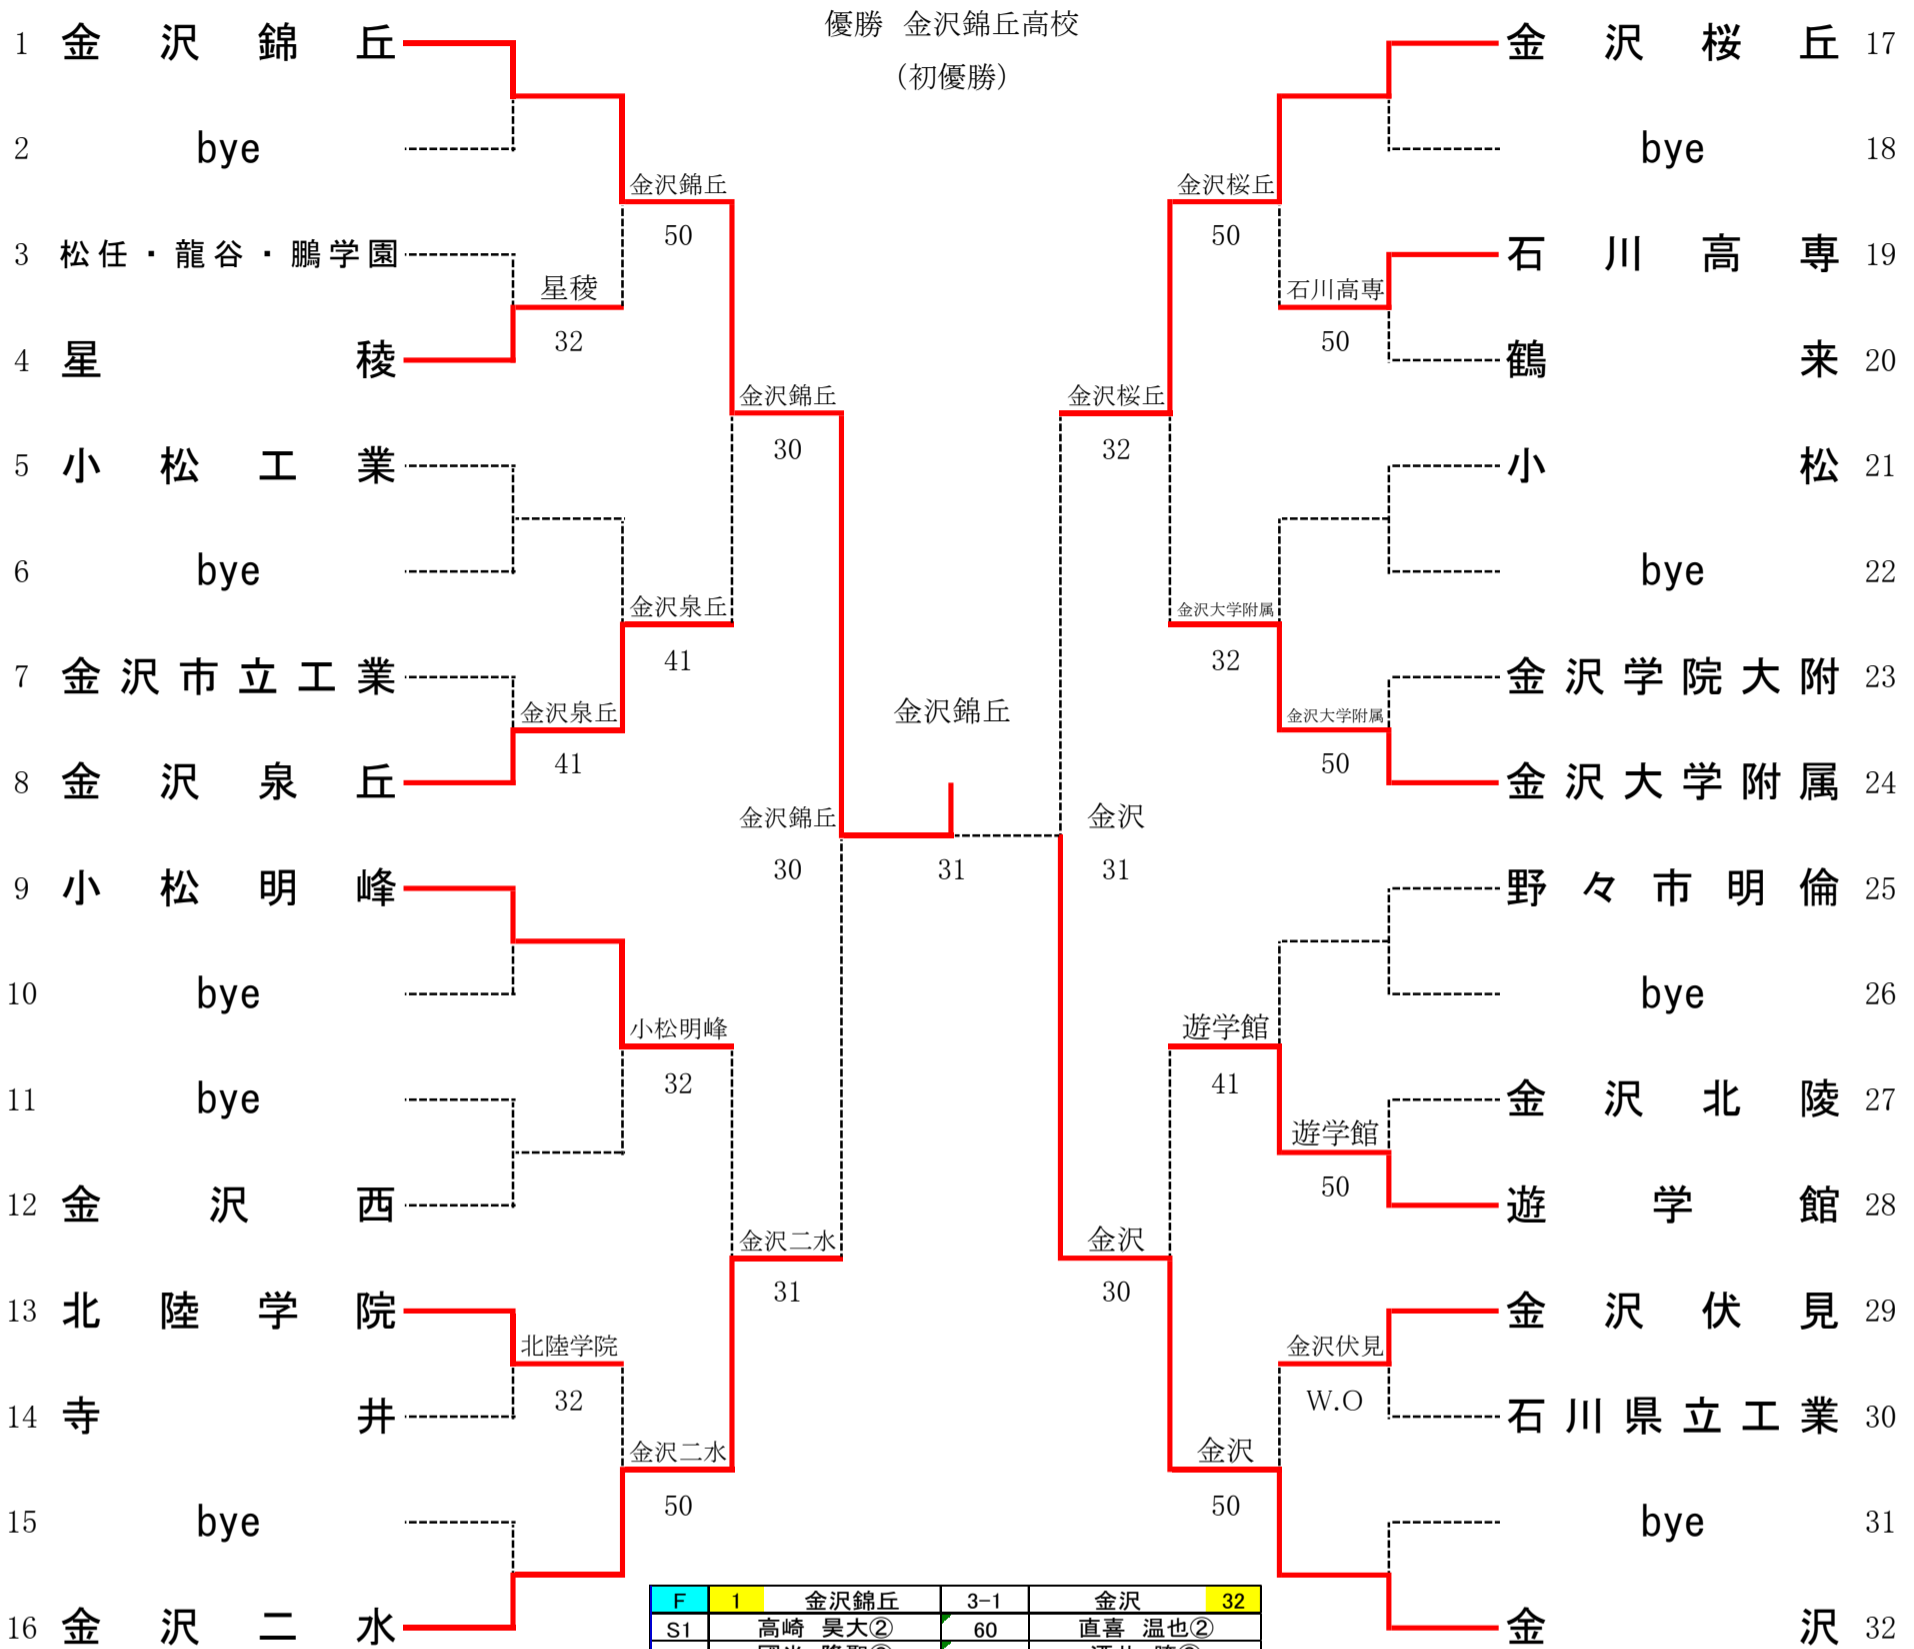 優勝 金沢錦丘高校
(初優勝)
1 金沢錦丘
2 bye
3 松任・龍谷・鵬学園
4 星稜
5 小松工業
6 bye
7 金沢市立工業
8 金沢泉丘
9 小松明峰
10 bye
11 bye
12 金沢西
13 北陸学院
14 寺井
15 bye
16 金沢二水
星稜
32
金沢泉丘
41
北陸学院
32
金沢錦丘
50
金沢泉丘
41
小松明峰
32
金沢二水
50
金沢錦丘
30
金沢二水
31
金沢錦丘
30
金沢錦丘
31
金沢
31
金沢桜丘
32
金沢
30
金沢桜丘
50
金沢大学附属
32
遊学館
41
金沢
50
石川高専
50
金沢大学附属
50
遊学館
50
金沢伏見
W.O
金沢桜丘 17
bye 18
石川高専 19
鶴来 20
小松 21
bye 22
金沢学院大附 23
金沢大学附属 24
野々市明倫 25
bye 26
金沢北陵 27
遊学館 28
金沢伏見 29
石川県立工業 30
bye 31
金沢 32
F 1 金沢錦丘 3-1 金沢 32
S1 高崎 昊大② 60 直喜 温也②